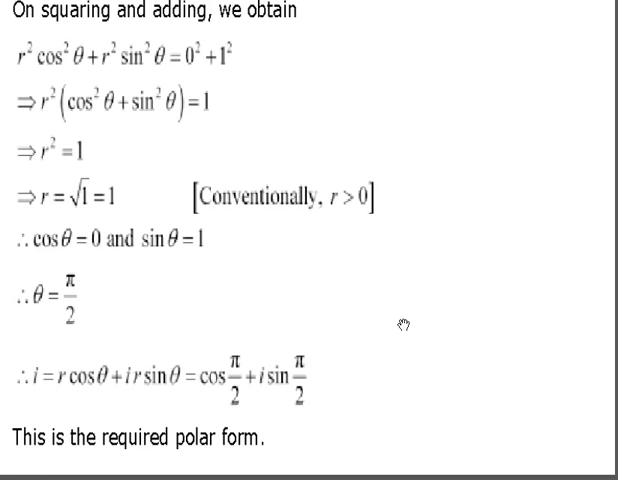 On squaring and adding, we obtain
r² cos² θ + r² sin² θ = 0² + 1²
⇒ r² (cos² θ + sin² θ) = 1
⇒ r² = 1
⇒ r = √1 = 1 [Conventionally, r > 0]
∴ cos θ = 0 and sin θ = 1
∴ θ = π/2
∴ i = r cos θ + i r sin θ = cos π/2 + i sin π/2
This is the required polar form.